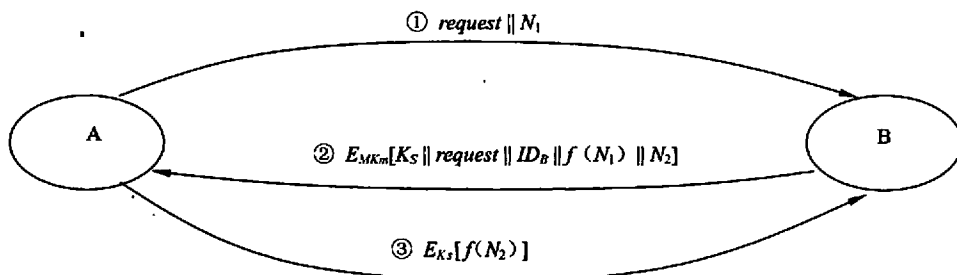 ① request || N₁
A
B
② E_MKm[K_S || request || ID_B || f (N₁) || N₂]
③ E_Ks[f(N₂)]